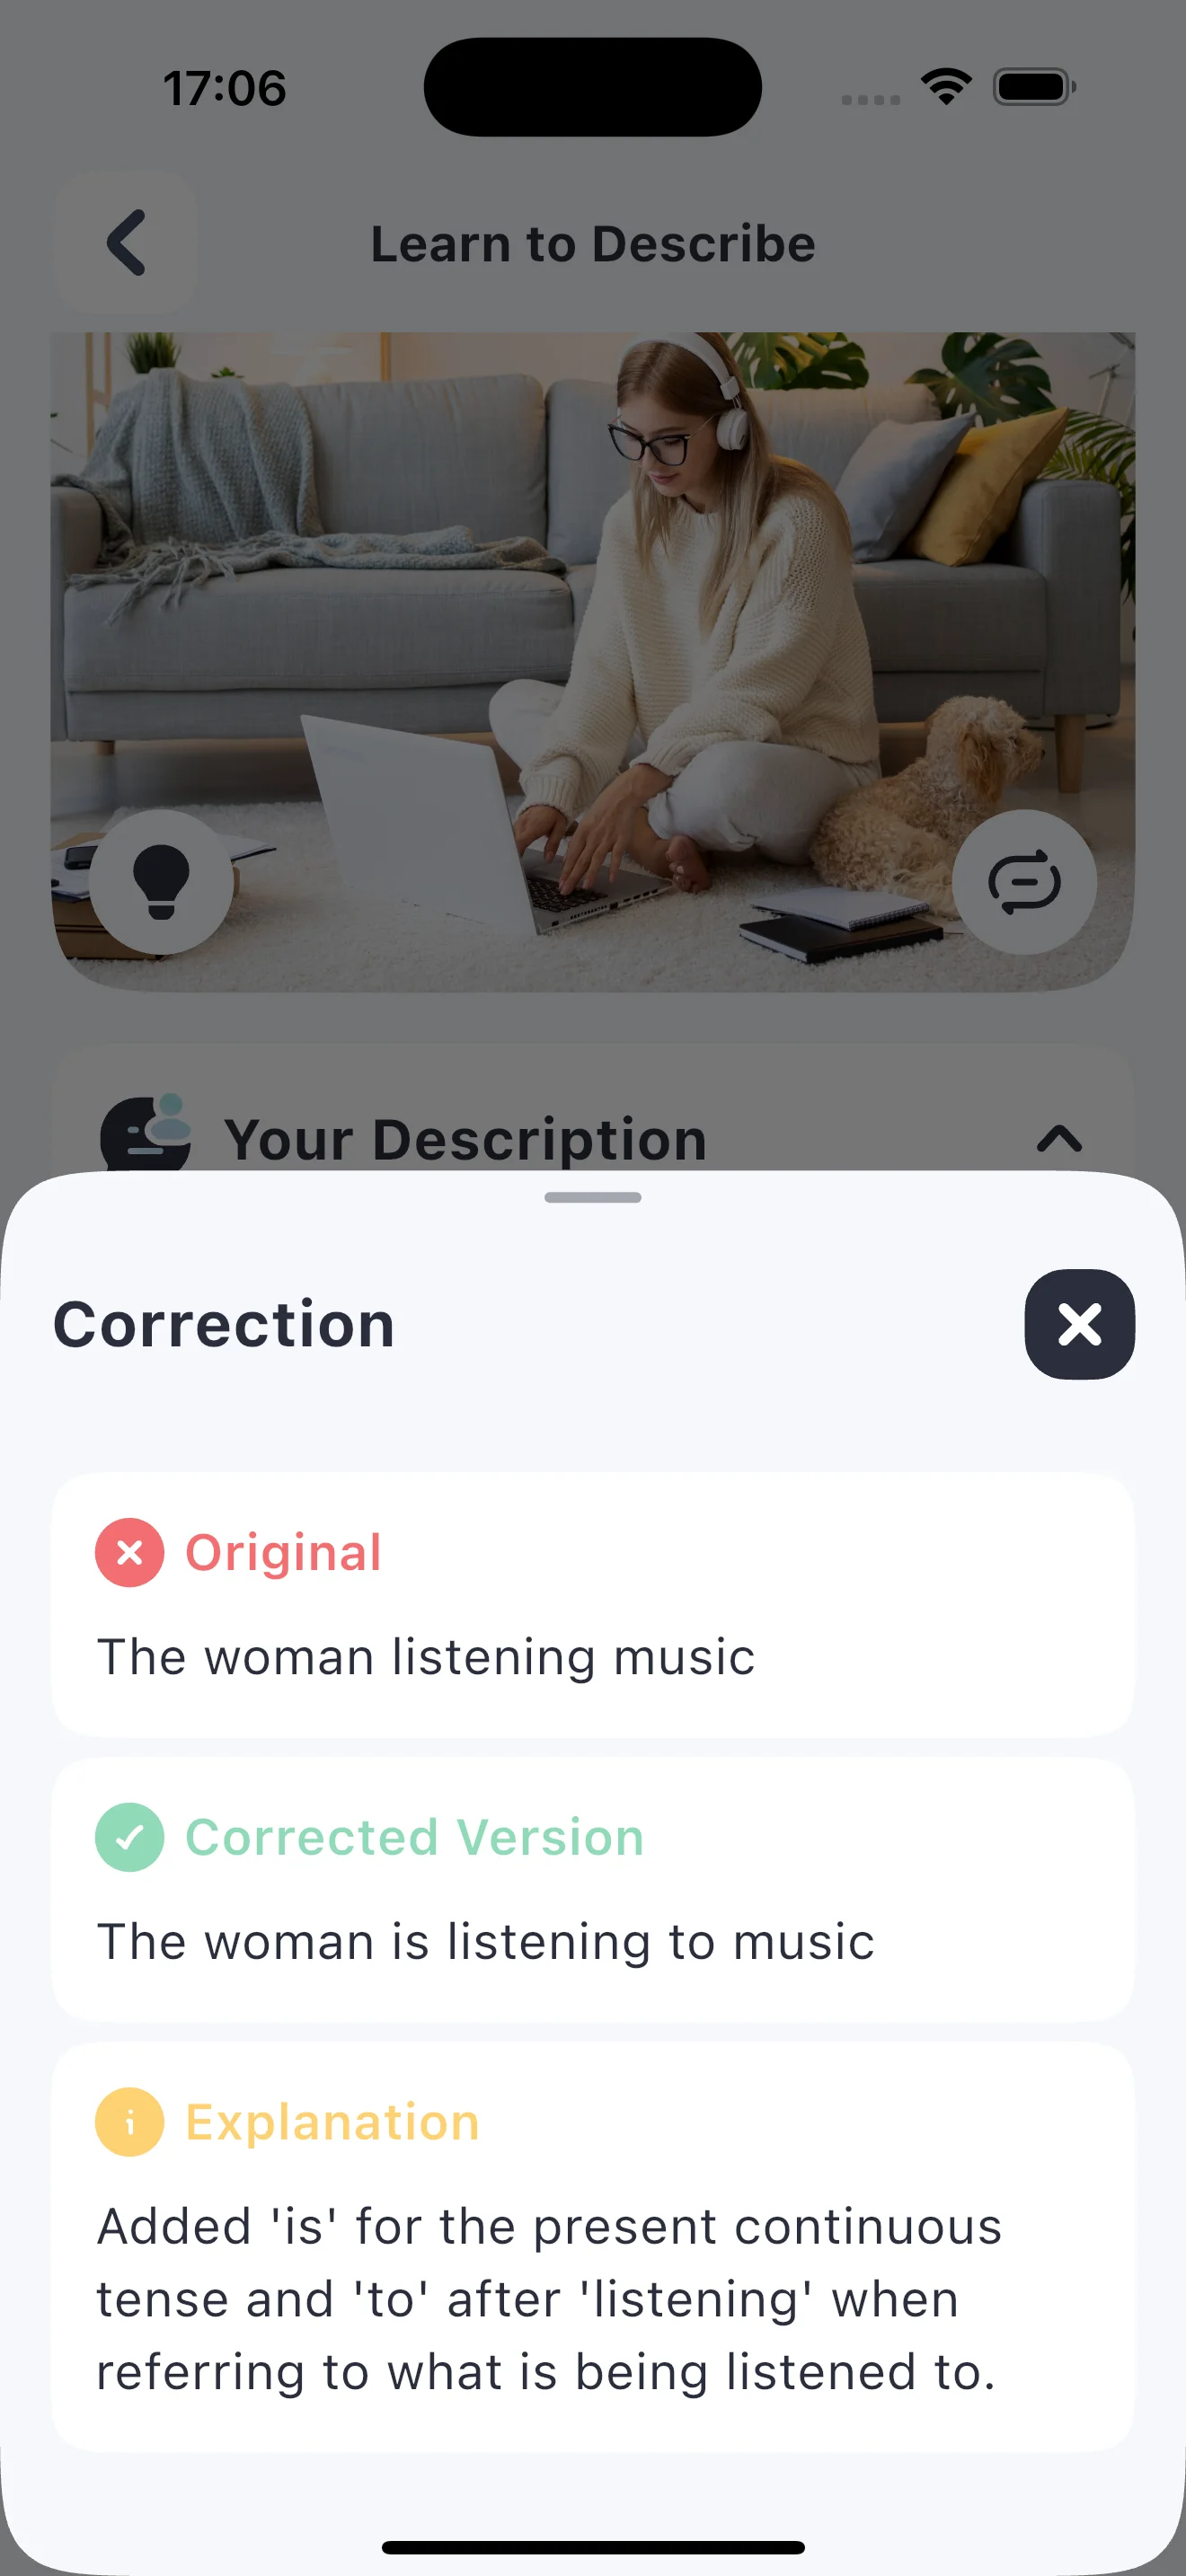 17:06
Learn to Describe
Your Description
Correction
Original
The woman listening music
Corrected Version
The woman is listening to music
Explanation
Added 'is' for the present continuous
tense and 'to' after 'listening' when
referring to what is being listened to.